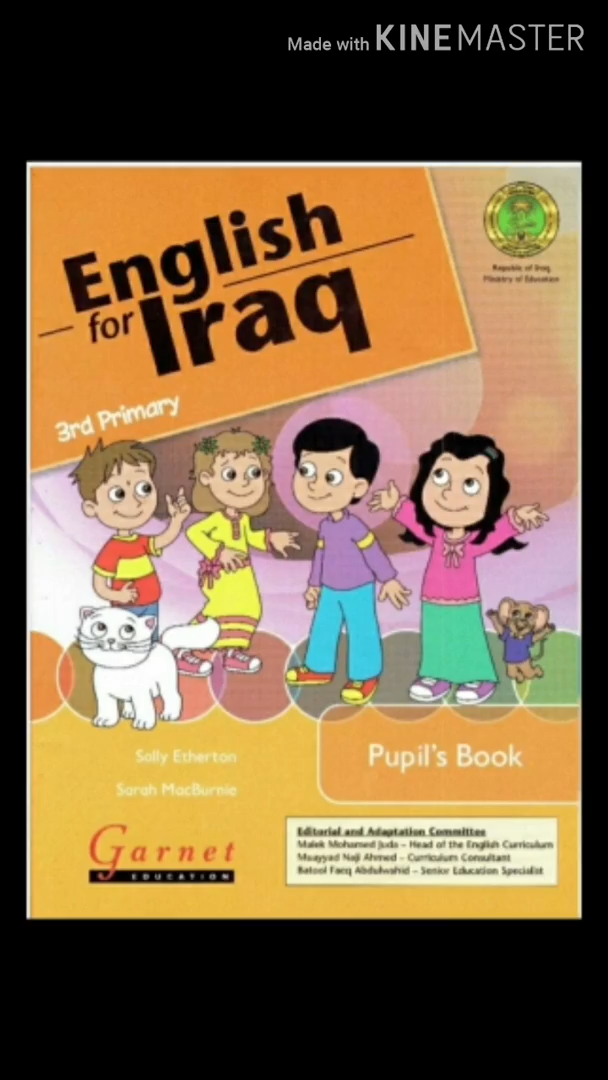 Made with KINEMASTER
English
for Iraq
3rd Primary
Republic of Iraq
Ministry of Education
Sally Etherton
Sarah MacBurnie
Pupil's Book
Garnet
EDUCATION
Editorial and Adaptation Committee
Malek Mohamed Juda – Head of the English Curriculum
Muayyad Naji Ahmed – Curriculum Consultant
Batool Faeq Abdulwahid – Senior Education Specialist